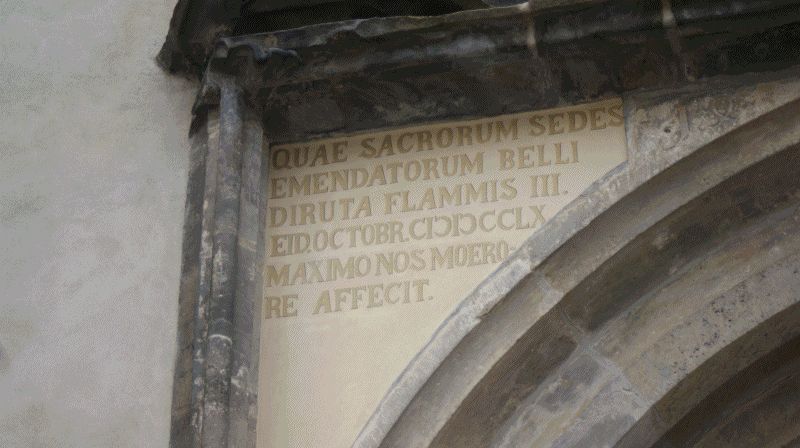 QUAE SACRORUM SEDES
EMENDATORUM BELLI
DIRUTA FLAMMIS III.
EID.OCTOBR.CIƆIƆCCLX
MAXIMO NOS MOERO-
RE AFFECIT.